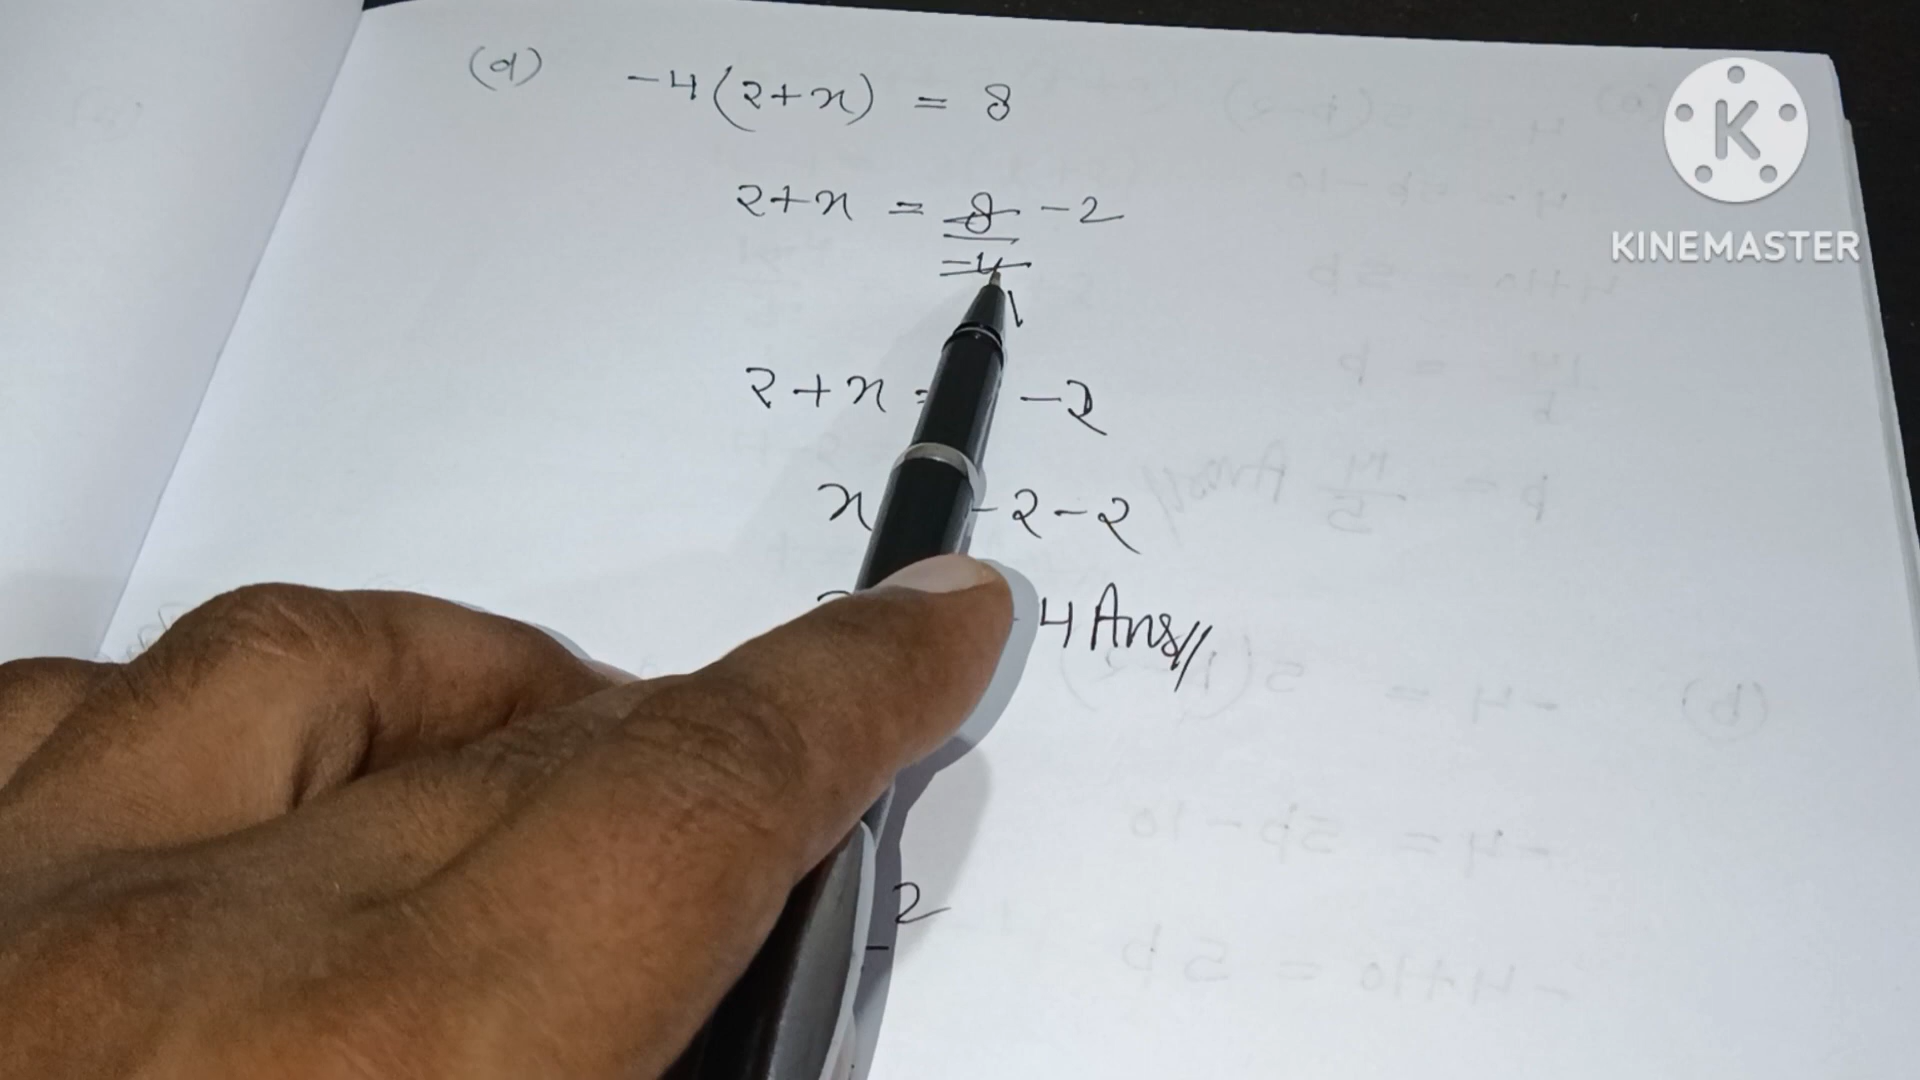 (d) -4(2+x) = 8
2+x = 8 -2
-4
2+x = -2
x -2-2
-4 Ans//
2
K
KINEMASTER